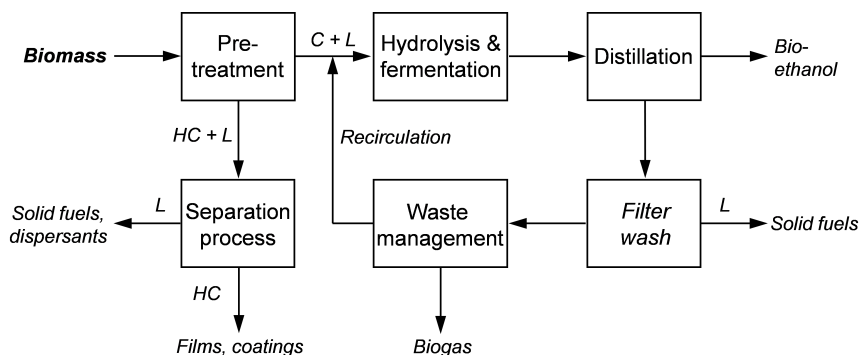 Biomass
Pre-
treatment
C + L
Hydrolysis &
fermentation
Distillation
Bio-
ethanol
HC + L
Recirculation
Solid fuels,
dispersants
L
Separation
process
Waste
management
Filter
wash
L
Solid fuels
HC
Films, coatings
Biogas